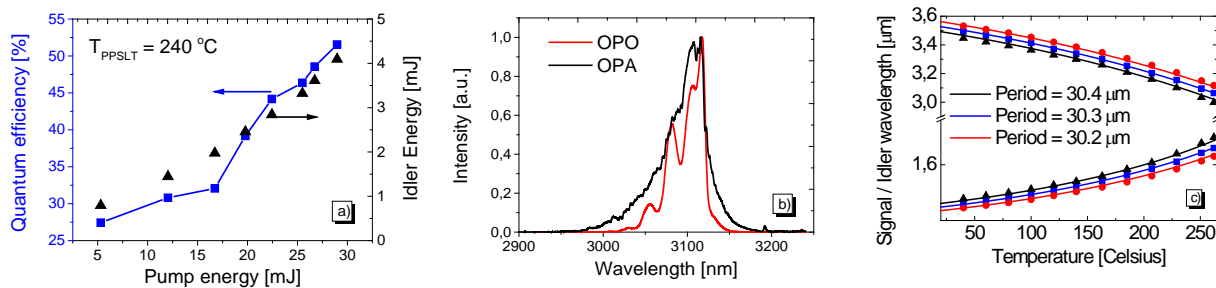 Quantum efficiency [%]
55
50
45
40
35
30
25
T_PPSLT = 240 °C
a)
0 5 10 15 20 25 30
Pump energy [mJ]
5
4
3
2
1
0
Idler Energy [mJ]
Intensity [a.u.]
1,0
0,8
0,6
0,4
0,2
0,0
OPO
OPA
b)
2900 3000 3100 3200
Wavelength [nm]
Signal / Idler wavelength [µm]
3,6
3,4
3,2
3,0
1,6
Period = 30.4 µm
Period = 30.3 µm
Period = 30.2 µm
c)
50 100 150 200 250
Temperature [Celsius]